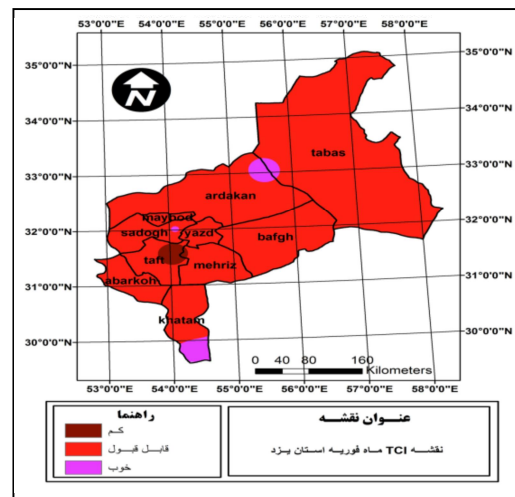 53°0'0"N 54°0'0"N 55°0'0"N 56°0'0"N 57°0'0"N 58°0'0"N
35°0'0"N 35°0'0"N
34°0'0"N 34°0'0"N
33°0'0"N 33°0'0"N
32°0'0"N 32°0'0"N
31°0'0"N 31°0'0"N
30°0'0"N 30°0'0"N
N
tabas
ardakan
maybod
sadogh yazd
bafgh
taft
mehriz
abarkoh
khatam
0 40 80 160
Kilometers
53°0'0"N 54°0'0"N 55°0'0"N 56°0'0"N 57°0'0"N 58°0'0"N
راهنما
کم
قابل قبول
خوب
عنوان نقشه
نقشه TCI ماه فوریه استان یزد